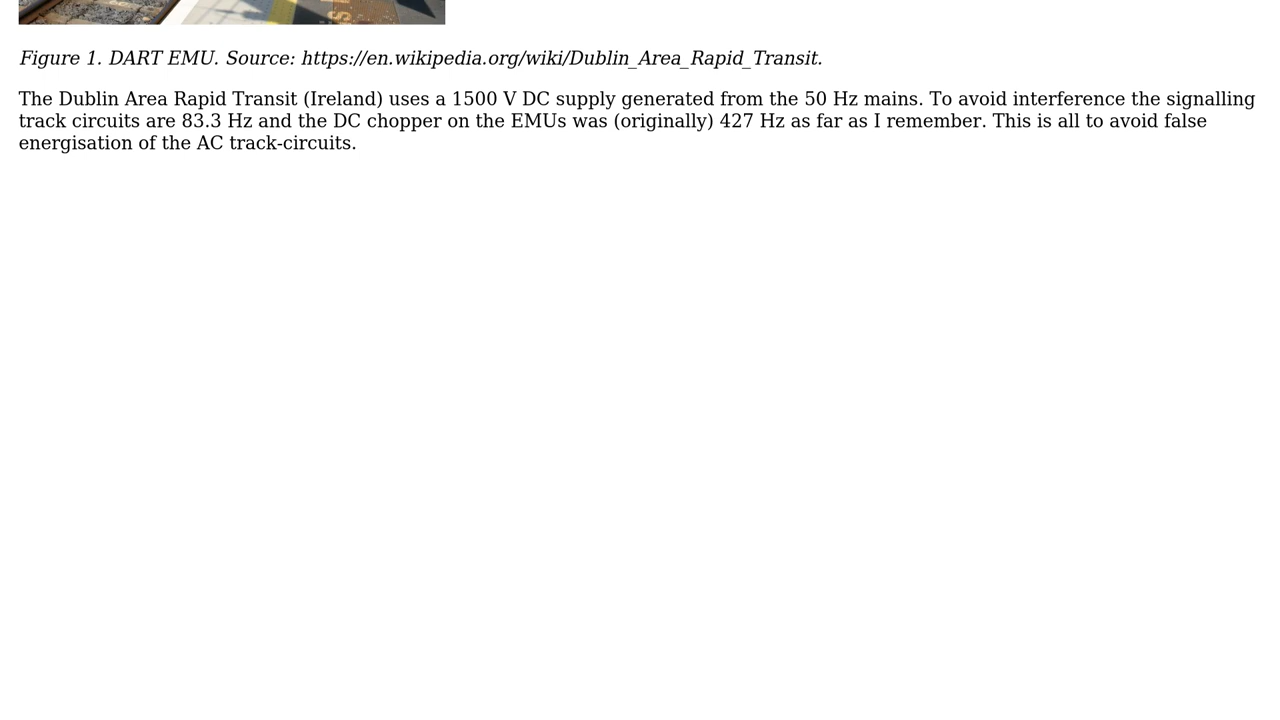 Figure 1. DART EMU. Source: https://en.wikipedia.org/wiki/Dublin_Area_Rapid_Transit.
The Dublin Area Rapid Transit (Ireland) uses a 1500 V DC supply generated from the 50 Hz mains. To avoid interference the signalling
track circuits are 83.3 Hz and the DC chopper on the EMUs was (originally) 427 Hz as far as I remember. This is all to avoid false
energisation of the AC track-circuits.